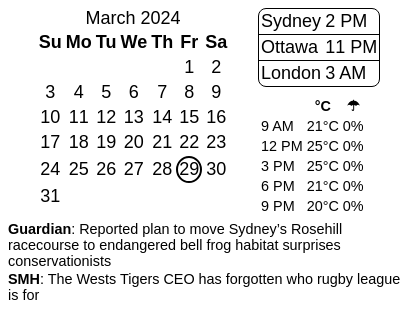 March 2024
Su Mo Tu We Th Fr Sa
1 2
3 4 5 6 7 8 9
10 11 12 13 14 15 16
17 18 19 20 21 22 23
24 25 26 27 28 29 30
31
Sydney 2 PM
Ottawa 11 PM
London 3 AM
°C ☂
9 AM 21°C 0%
12 PM 25°C 0%
3 PM 25°C 0%
6 PM 21°C 0%
9 PM 20°C 0%
Guardian: Reported plan to move Sydney’s Rosehill
racecourse to endangered bell frog habitat surprises
conservationists
SMH: The Wests Tigers CEO has forgotten who rugby league
is for